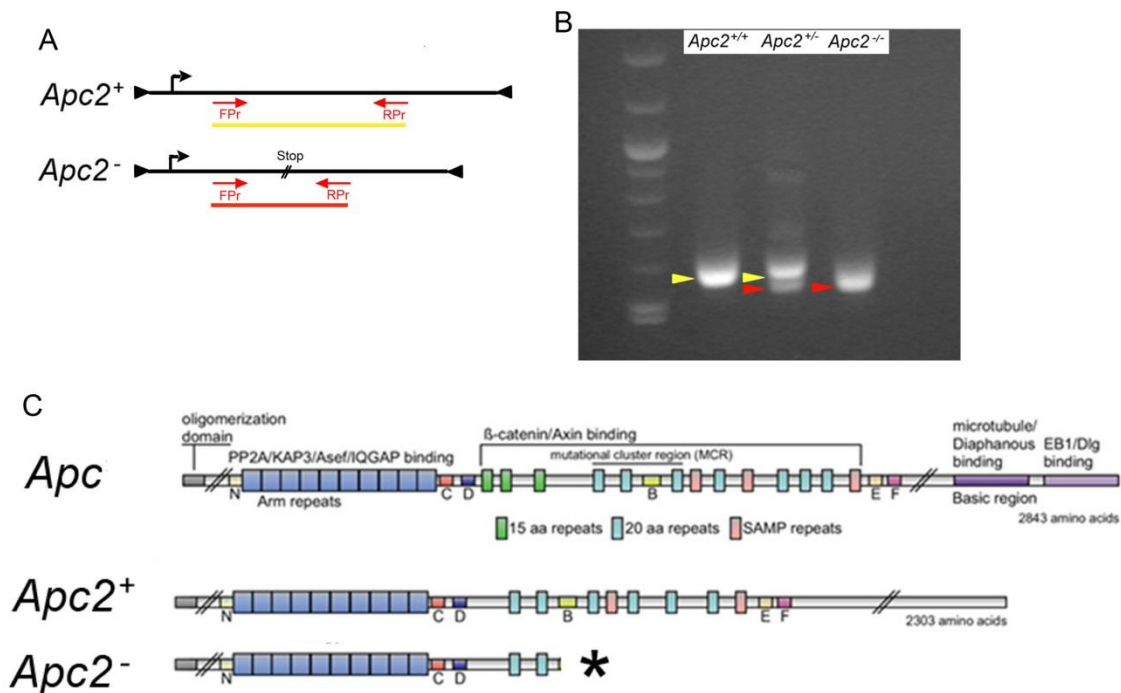 A
Apc2+
FPr
RPr
Stop
Apc2-
FPr
RPr
B
Apc2+/+ Apc2+/- Apc2-/-
C
oligomerization
domain
PP2A/KAP3/Asef/IQGAP binding
ß-catenin/Axin binding
mutational cluster region (MCR)
microtubule/
Diaphanous
binding
EB1/Dlg
binding
Apc
N
Arm repeats
C
D
B
E
F
Basic region
2843 amino acids
15 aa repeats
20 aa repeats
SAMP repeats
Apc2+
N
C
D
B
E
F
2303 amino acids
Apc2-
N
C
D
*